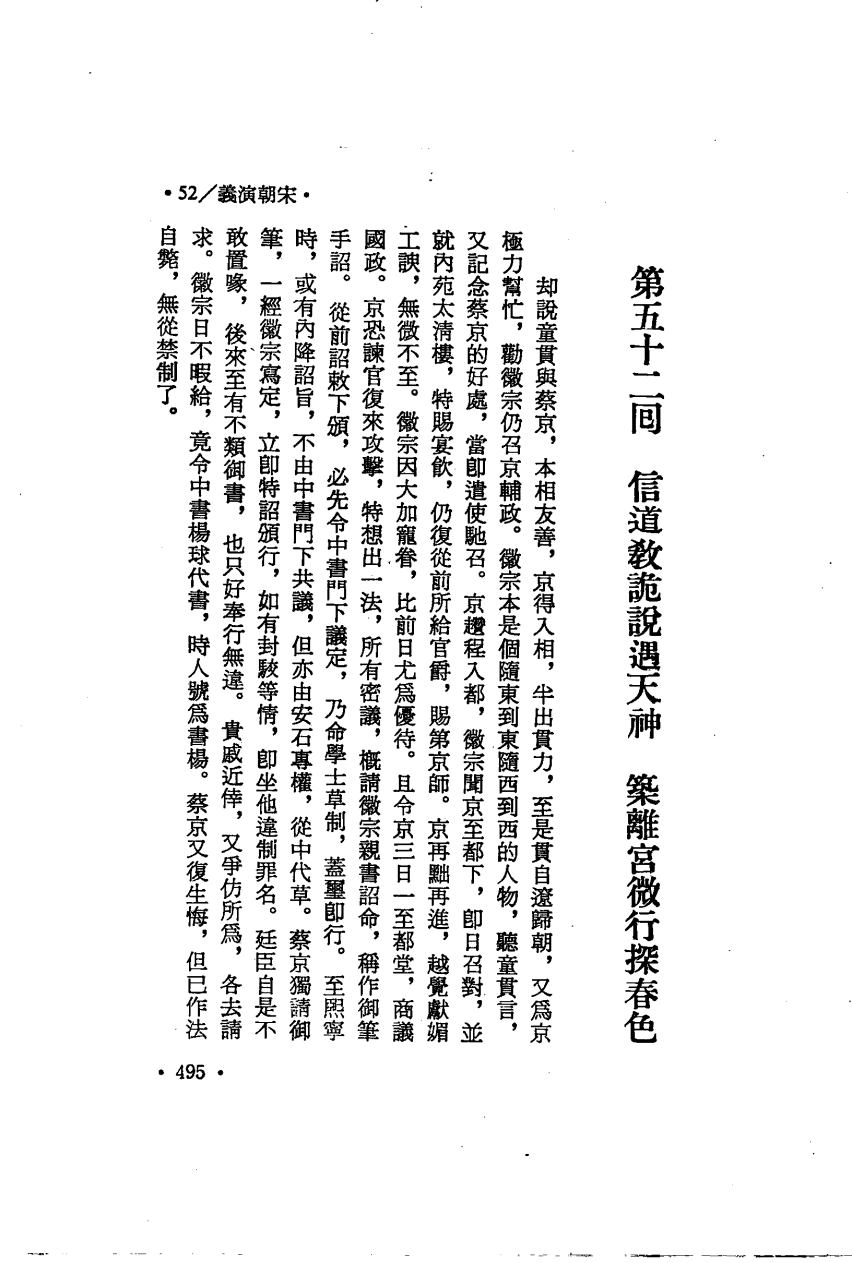 •52／義演朝宋•
第五十二回　信道教詭說遇天神　築離宮微行探春色
却說童貫與蔡京，本相友善，京得入相，半出貫力，至是貫自遼歸朝，又爲京
極力幫忙，勸徽宗仍召京輔政。徽宗本是個隨東到東隨西到西的人物，聽童貫言，
又記念蔡京的好處，當卽遣使馳召。京趲程入都，徽宗聞京至都下，卽日召對，並
就內苑太淸樓，特賜宴飲，仍復從前所給官爵，賜第京師。京再黜再進，越覺獻媚
工諛，無微不至。徽宗因大加寵眷，比前日尤爲優待。且令京三日一至都堂，商議
國政。京恐諫官復來攻擊，特想出一法，所有密議，槪請徽宗親書詔命，稱作御筆
手詔。從前詔敕下頒，必先令中書門下議定，乃命學士草制，蓋璽卽行。至熙寧
時，或有內降詔旨，不由中書門下共議，但亦由安石專權，從中代草。蔡京獨請御
筆，一經徽宗寫定，立卽特詔頒行，如有封駁等情，卽坐他違制罪名。廷臣自是不
敢置喙，後來至有不類御書，也只好奉行無違。貴戚近倖，又爭仿所爲，各去請
求。徽宗日不暇給，竟令中書楊球代書，時人號爲書楊。蔡京又復生悔，但已作法
自斃，無從禁制了。
•495•